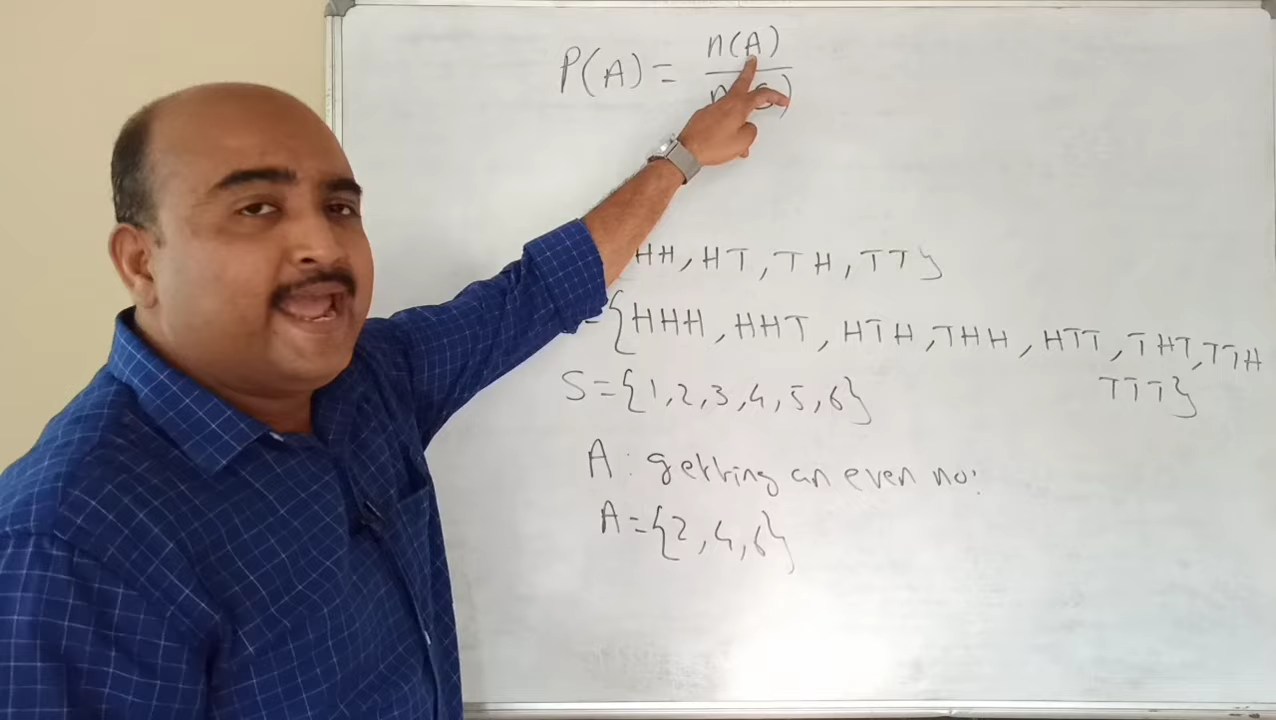 P(A) = n(A)
n(S)
HH, HT, TH, TT}
= {HHH, HHT, HTH, THH, HTT, THT, TTH
TTT}
S = {1, 2, 3, 4, 5, 6}
A : getting an even no:
A = {2, 4, 6}